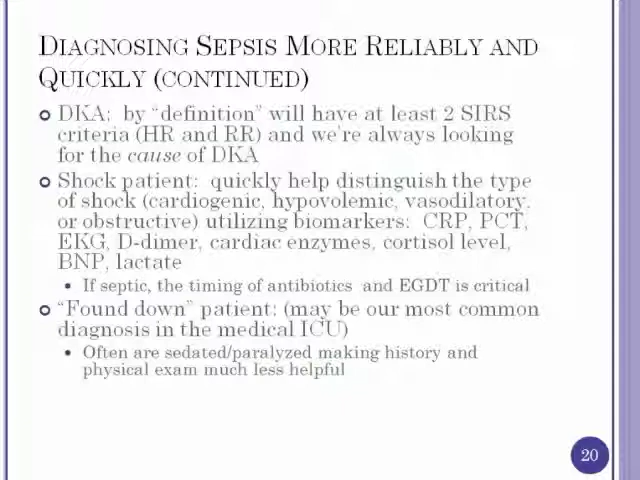 DIAGNOSING SEPSIS MORE RELIABLY AND
QUICKLY (CONTINUED)
DKA: by “definition” will have at least 2 SIRS
criteria (HR and RR) and we’re always looking
for the cause of DKA
Shock patient: quickly help distinguish the type
of shock (cardiogenic, hypovolemic, vasodilatory,
or obstructive) utilizing biomarkers: CRP, PCT,
EKG, D-dimer, cardiac enzymes, cortisol level,
BNP, lactate
If septic, the timing of antibiotics and EGDT is critical
“Found down” patient: (may be our most common
diagnosis in the medical ICU)
Often are sedated/paralyzed making history and
physical exam much less helpful
20